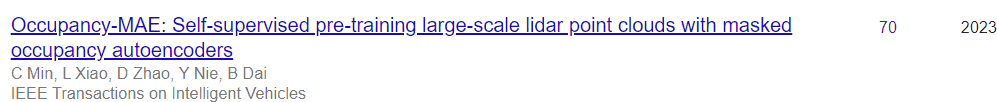 Occupancy-MAE: Self-supervised pre-training large-scale lidar point clouds with masked 70 2023
occupancy autoencoders
C Min, L Xiao, D Zhao, Y Nie, B Dai
IEEE Transactions on Intelligent Vehicles